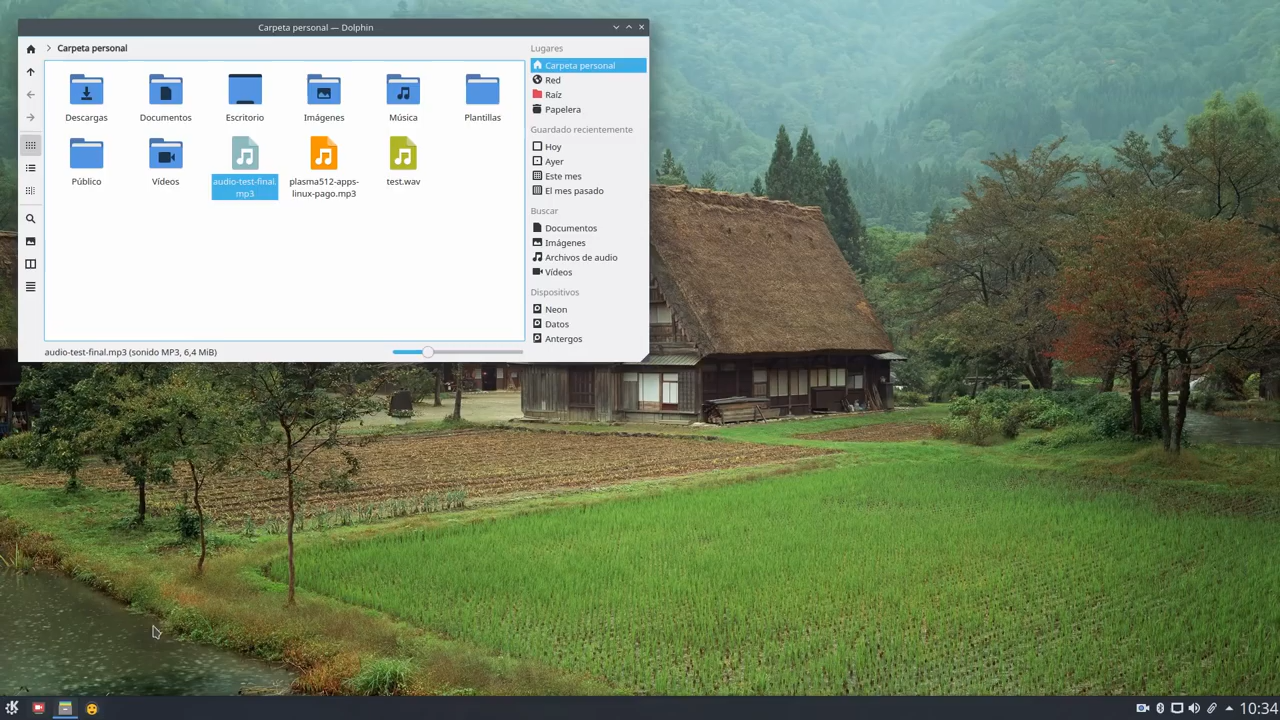 Carpeta personal — Dolphin
Carpeta personal
Descargas
Documentos
Escritorio
Imágenes
Música
Plantillas
Público
Vídeos
audio-test-final.
mp3
plasma512-apps-
linux-pago.mp3
test.wav
audio-test-final.mp3 (sonido MP3, 6,4 MiB)
Lugares
Carpeta personal
Red
Raíz
Papelera
Guardado recientemente
Hoy
Ayer
Este mes
El mes pasado
Buscar
Documentos
Imágenes
Archivos de audio
Vídeos
Dispositivos
Neon
Datos
Antergos
10:34